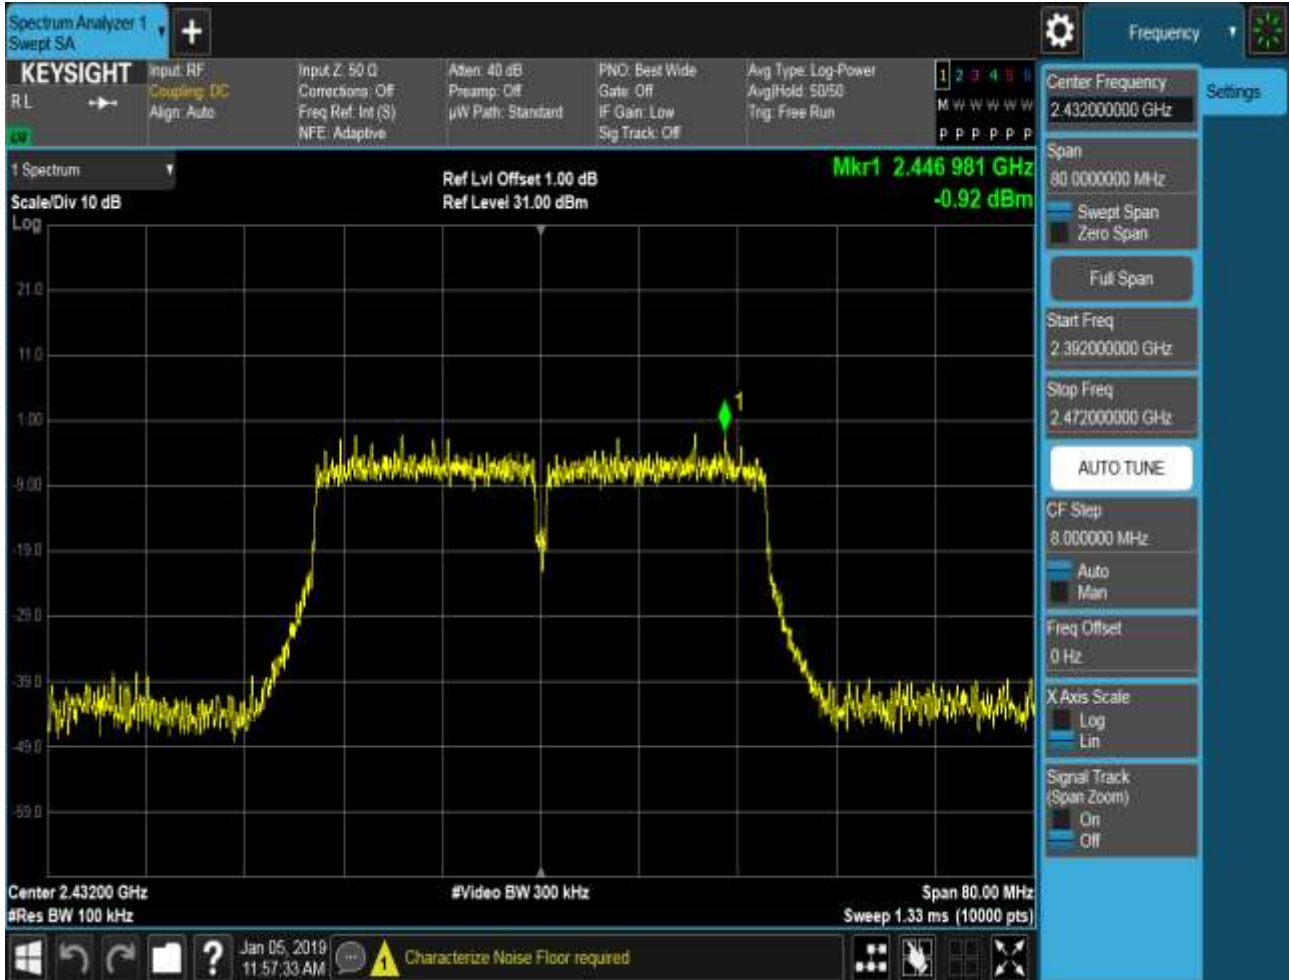 Spectrum Analyzer 1
Swept SA
Frequency
KEYSIGHT
R L
LXI
Input: RF
Coupling: DC
Align: Auto
Input Z: 50 Ω
Corrections: Off
Freq Ref: Int (S)
NFE: Adaptive
Atten: 40 dB
Preamp: Off
µW Path: Standard
PNO: Best Wide
Gate: Off
IF Gain: Low
Sig Track: Off
Avg Type: Log-Power
Avg|Hold: 50/50
Trig: Free Run
1 2 3 4 5 6
M W W W W W
P P P P P P
1 Spectrum
Scale/Div 10 dB
Log
Ref Lvl Offset 1.00 dB
Ref Level 31.00 dBm
Mkr1 2.446 981 GHz
-0.92 dBm
21.0
11.0
1.00
-9.00
-19.0
-29.0
-39.0
-49.0
-59.0
1
Center 2.43200 GHz
#Res BW 100 kHz
#Video BW 300 kHz
Span 80.00 MHz
Sweep 1.33 ms (10000 pts)
Center Frequency
2.432000000 GHz
Settings
Span
80.0000000 MHz
Swept Span
Zero Span
Full Span
Start Freq
2.392000000 GHz
Stop Freq
2.472000000 GHz
AUTO TUNE
CF Step
8.000000 MHz
Auto
Man
Freq Offset
0 Hz
X Axis Scale
Log
Lin
Signal Track
(Span Zoom)
On
Off
?
Jan 05, 2019
11:57:33 AM
1
Characterize Noise Floor required